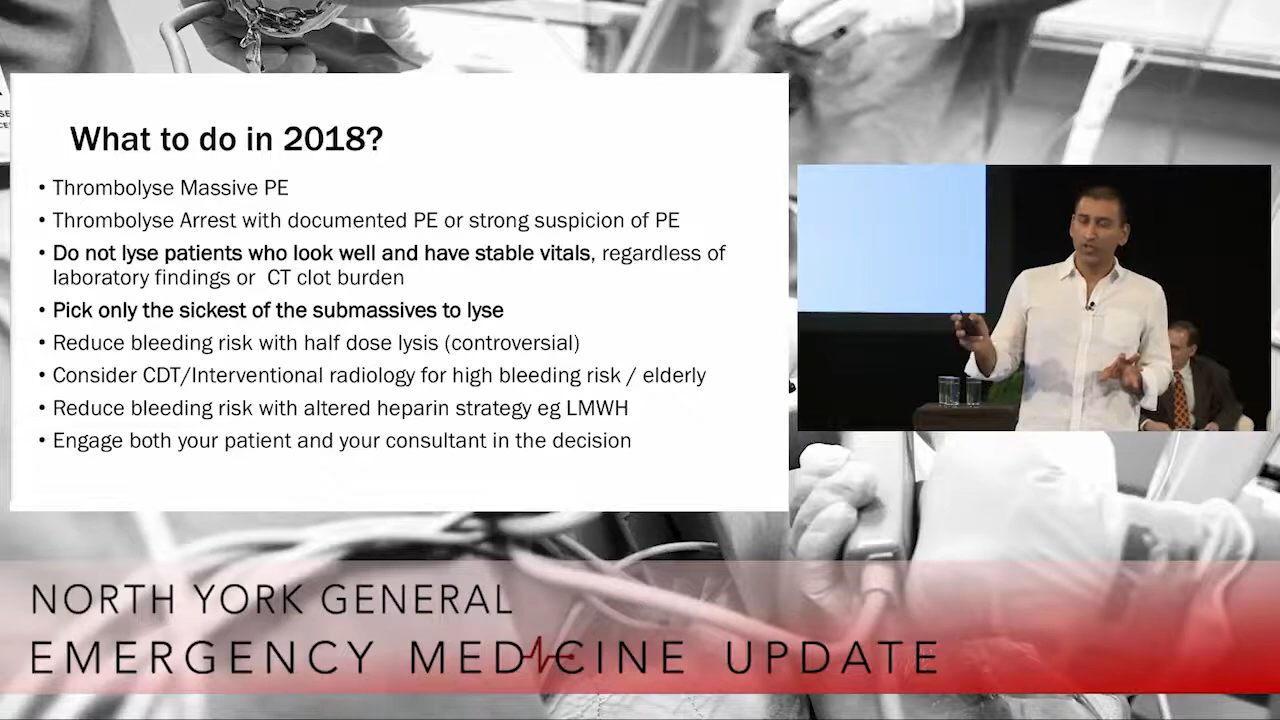 What to do in 2018?
• Thrombolyse Massive PE
• Thrombolyse Arrest with documented PE or strong suspicion of PE
• Do not lyse patients who look well and have stable vitals, regardless of
laboratory findings or CT clot burden
• Pick only the sickest of the submassives to lyse
• Reduce bleeding risk with half dose lysis (controversial)
• Consider CDT/Interventional radiology for high bleeding risk / elderly
• Reduce bleeding risk with altered heparin strategy eg LMWH
• Engage both your patient and your consultant in the decision
NORTH YORK GENERAL
EMERGENCY MEDICINE UPDATE